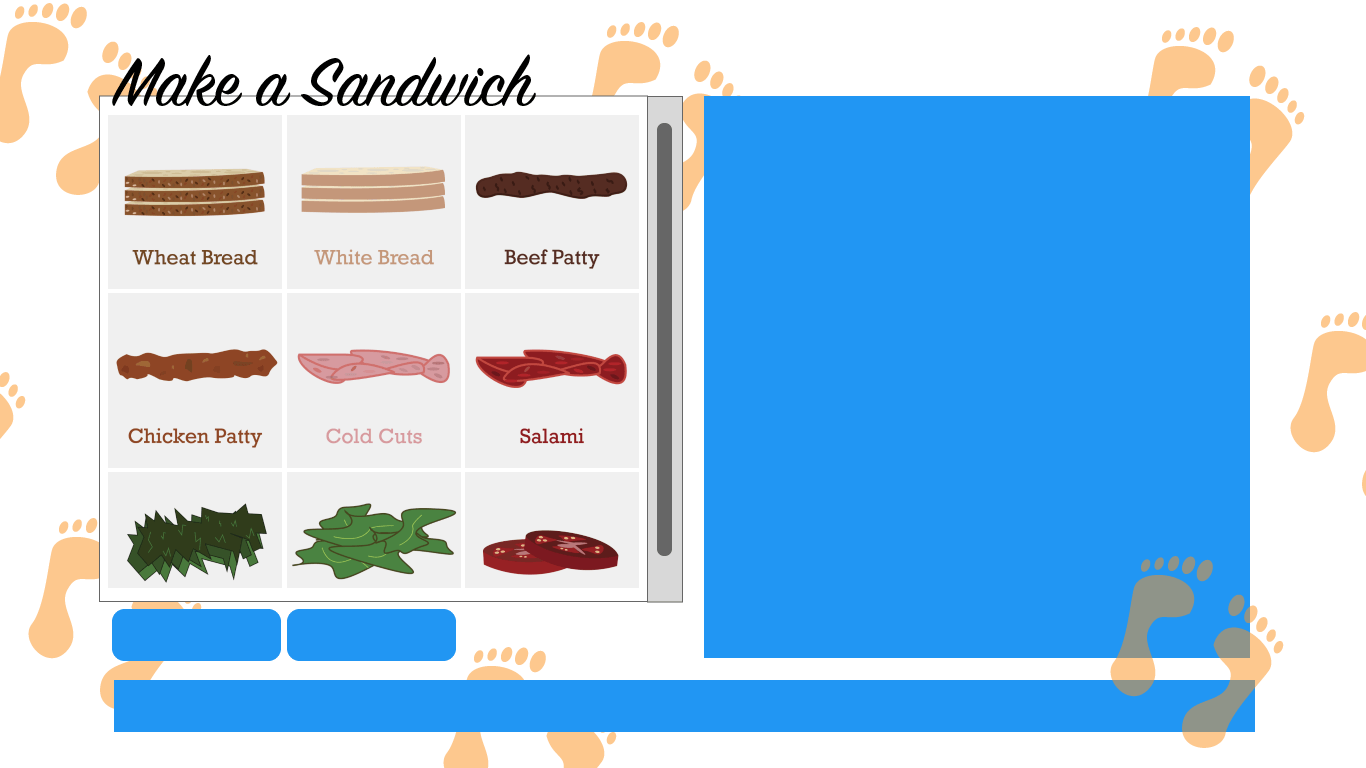 Make a Sandwich
Wheat Bread
White Bread
Beef Patty
Chicken Patty
Cold Cuts
Salami